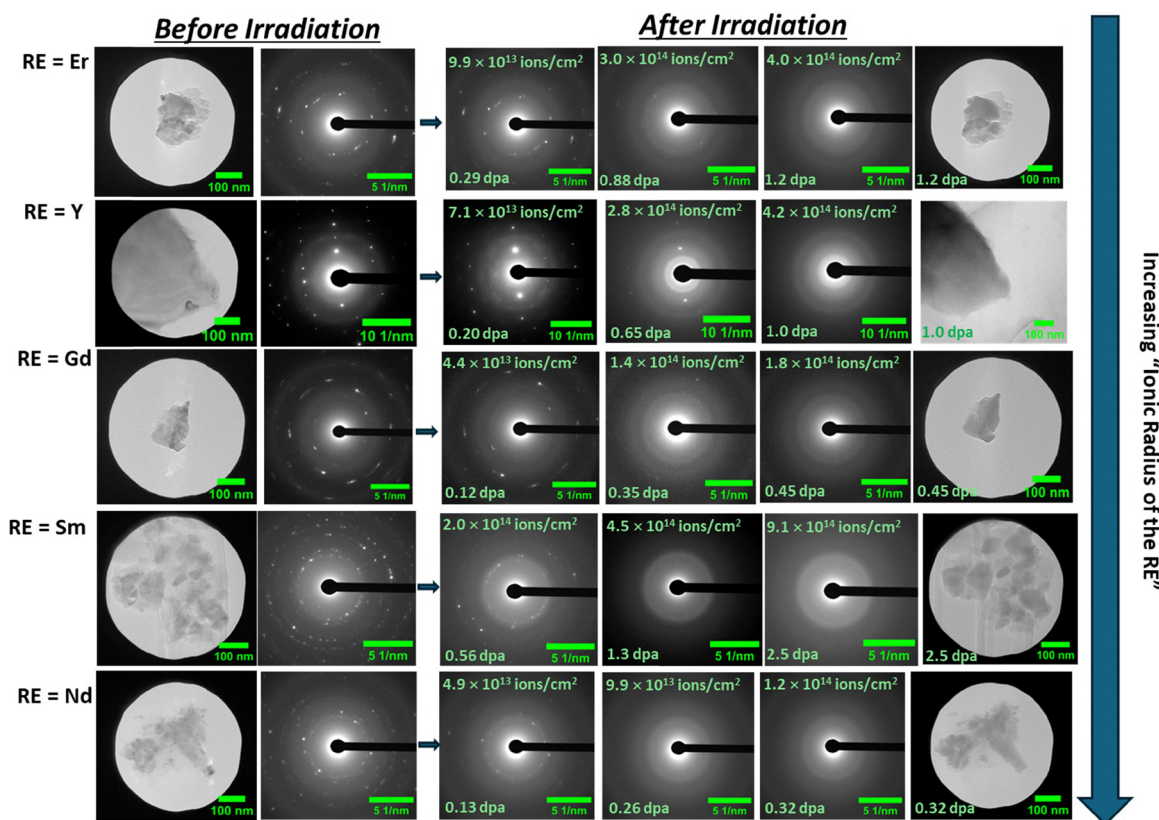 Before Irradiation
After Irradiation
RE = Er
100 nm
5 1/nm
9.9 × 10¹³ ions/cm²
0.29 dpa
5 1/nm
3.0 × 10¹⁴ ions/cm²
0.88 dpa
5 1/nm
4.0 × 10¹⁴ ions/cm²
1.2 dpa
5 1/nm
1.2 dpa
100 nm
RE = Y
100 nm
10 1/nm
7.1 × 10¹³ ions/cm²
0.20 dpa
10 1/nm
2.8 × 10¹⁴ ions/cm²
0.65 dpa
10 1/nm
4.2 × 10¹⁴ ions/cm²
1.0 dpa
10 1/nm
1.0 dpa
100 nm
RE = Gd
100 nm
5 1/nm
4.4 × 10¹³ ions/cm²
0.12 dpa
5 1/nm
1.4 × 10¹⁴ ions/cm²
0.35 dpa
5 1/nm
1.8 × 10¹⁴ ions/cm²
0.45 dpa
5 1/nm
0.45 dpa
100 nm
RE = Sm
100 nm
5 1/nm
2.0 × 10¹⁴ ions/cm²
0.56 dpa
5 1/nm
4.5 × 10¹⁴ ions/cm²
1.3 dpa
5 1/nm
9.1 × 10¹⁴ ions/cm²
2.5 dpa
5 1/nm
2.5 dpa
100 nm
RE = Nd
100 nm
5 1/nm
4.9 × 10¹³ ions/cm²
0.13 dpa
5 1/nm
9.9 × 10¹³ ions/cm²
0.26 dpa
5 1/nm
1.2 × 10¹⁴ ions/cm²
0.32 dpa
5 1/nm
0.32 dpa
100 nm
Increasing “Ionic Radius of the RE”